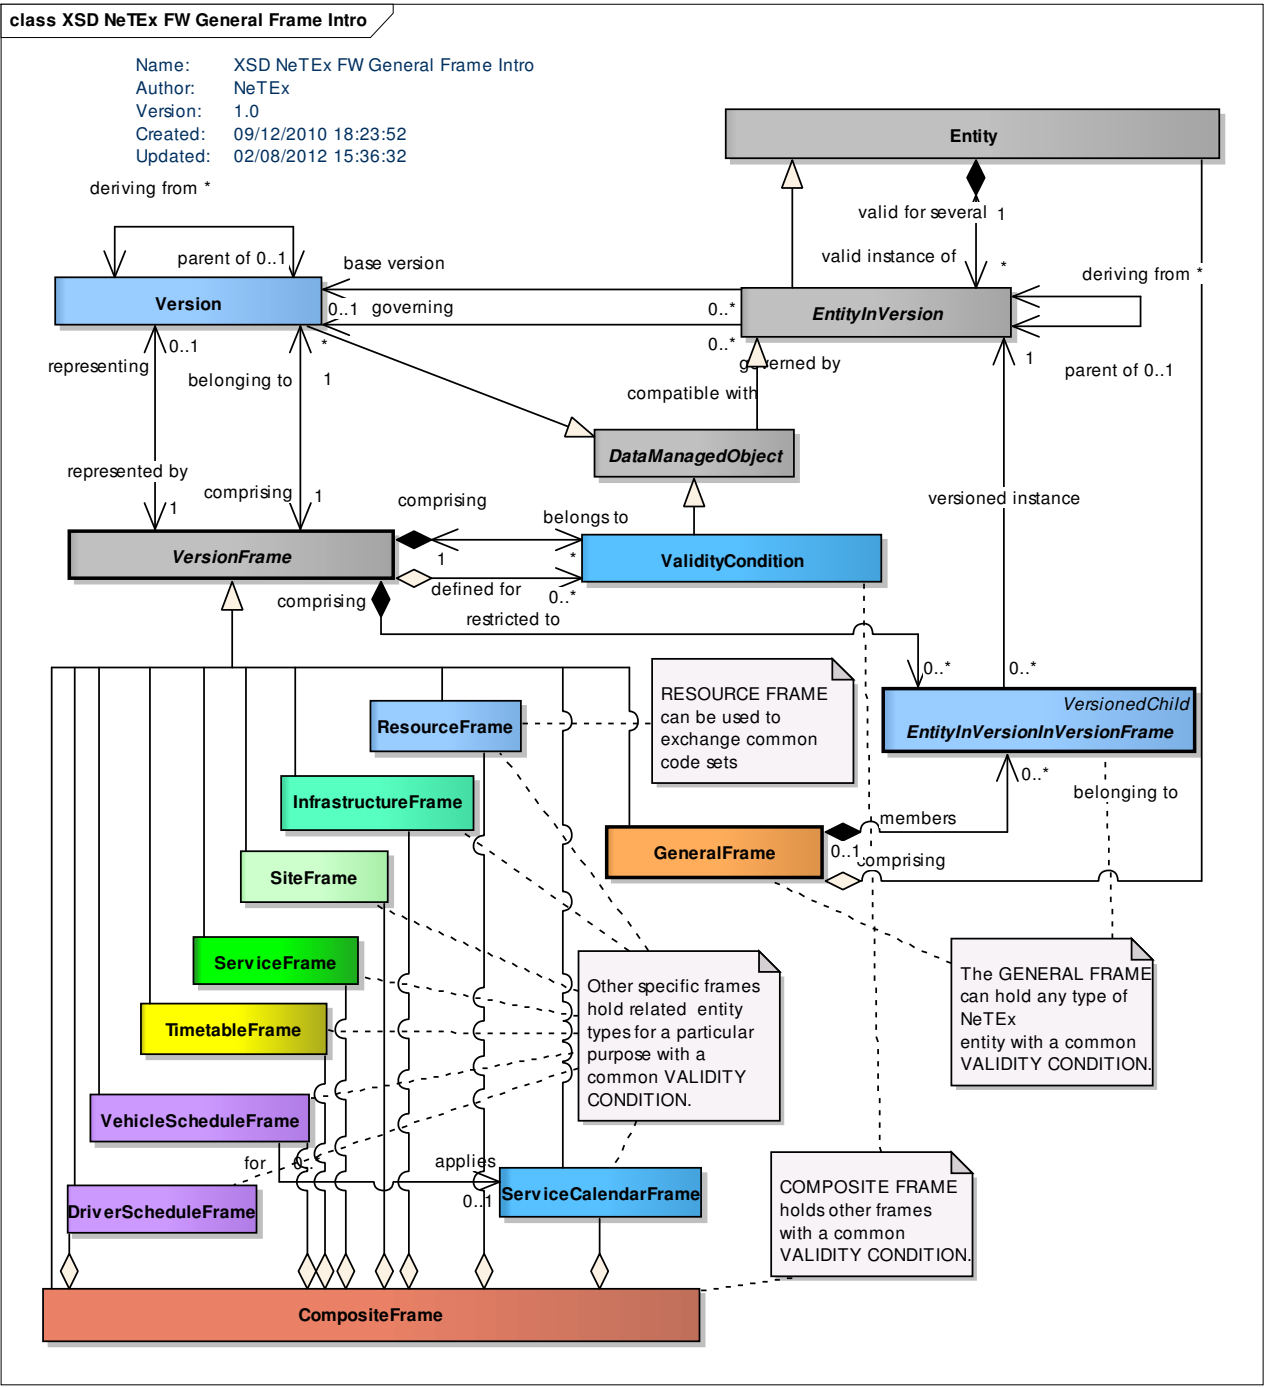 class XSD NeTEx FW General Frame Intro
Name: XSD NeTEx FW General Frame Intro
Author: NeTEx
Version: 1.0
Created: 09/12/2010 18:23:52
Updated: 02/08/2012 15:36:32
deriving from *
parent of 0..1
Version
base version
0..1 governing
0..*
0..*
Entity
valid for several 1
valid instance of
*
EntityInVersion
deriving from *
parent of 0..1
1
governed by
compatible with
0..1
representing
belonging to
*
1
DataManagedObject
represented by
1
comprising
1
VersionFrame
comprising
1
belongs to
*
defined for
0..*
ValidityCondition
versioned instance
comprising
restricted to
0..*
0..*
VersionedChild
EntityInVersionInVersionFrame
0..*
belonging to
RESOURCE FRAME
can be used to
exchange common
code sets
ResourceFrame
InfrastructureFrame
SiteFrame
ServiceFrame
TimetableFrame
VehicleScheduleFrame
DriverScheduleFrame
GeneralFrame
members
0..1
comprising
Other specific frames
hold related entity
types for a particular
purpose with a
common VALIDITY
CONDITION.
The GENERAL FRAME
can hold any type of
NeTEx
entity with a common
VALIDITY CONDITION.
for
applies
0..1
ServiceCalendarFrame
COMPOSITE FRAME
holds other frames
with a common
VALIDITY CONDITION.
CompositeFrame